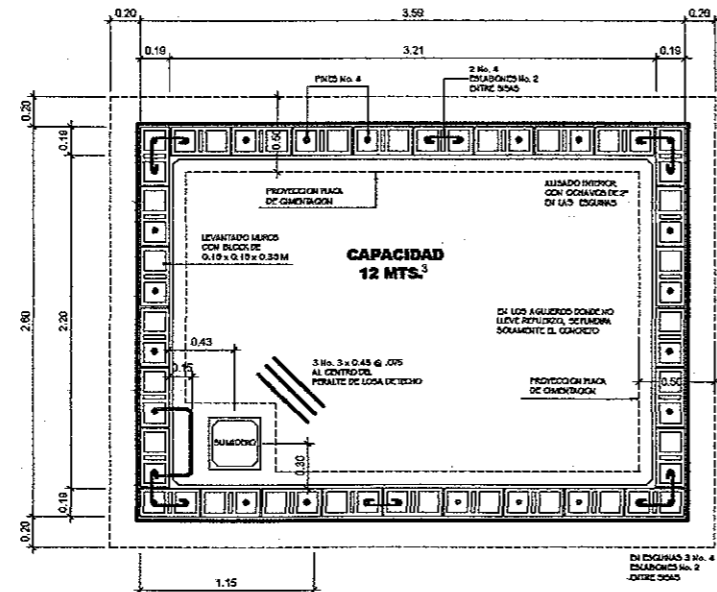 0.20
3.59
0.20
0.19
3.21
0.19
PINES No. 4
2 No. 4
ESLABONES No. 2
ENTRE SISAS
0.20
0.19
0.50
PROYECCION PLACA
DE CIMENTACION
ALISADO INTERIOR
CON OCHAVOS DE 2"
EN LAS ESQUINAS
LEVANTADO MUROS
CON BLOCK DE
0.19 x 0.19 x 0.39 M
CAPACIDAD
12 MTS.³
2.60
2.20
0.43
EN LOS AGUJEROS DONDE NO
LLEVE REFUERZO, SE FUNDIRA
SOLAMENTE EL CONCRETO
3 No. 3 x 0.45 @ .075
AL CENTRO DEL
PERALTE DE LOSA DE TECHO
0.15
PROYECCION PLACA
DE CIMENTACION
0.50
SUMIDERO
0.30
0.19
0.20
1.15
EN ESQUINAS 3 No. 4
ESLABONES No. 2
ENTRE SISAS